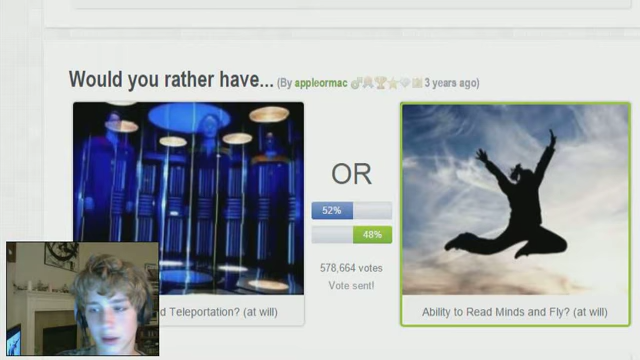 Would you rather have... (By appleormac 3 years ago)
OR
52%
48%
578,664 votes
Vote sent!
Teleportation? (at will)
Ability to Read Minds and Fly? (at will)